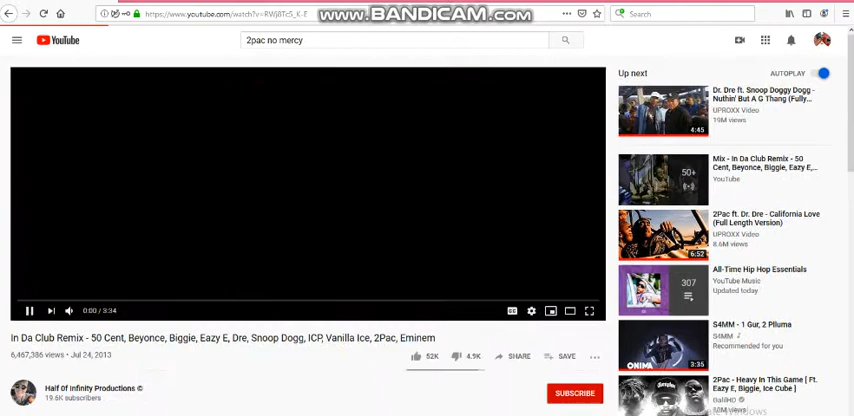 https://www.youtube.com/watch?v=RWj8Tc5_K-E
www.BANDICAM.com
Search
YouTube
2pac no mercy
Up next
AUTOPLAY
4:45
Dr. Dre ft. Snoop Doggy Dogg -
Nuthin' But A G Thang (Fully...
UPROXX Video
19M views
50+
Mix - In Da Club Remix - 50
Cent, Beyonce, Biggie, Eazy E,...
YouTube
6:52
2Pac ft. Dr. Dre - California Love
(Full Length Version)
UPROXX Video
8.6M views
307
All-Time Hip Hop Essentials
YouTube Music
Updated today
ONIMA
3:35
S4MM - 1 Gur, 2 Plluma
S4MM
Recommended for you
2Pac - Heavy In This Game [ Ft.
Eazy E, Biggie, Ice Cube ]
0:00 / 3:34
In Da Club Remix - 50 Cent, Beyonce, Biggie, Eazy E, Dre, Snoop Dogg, ICP, Vanilla Ice, 2Pac, Eminem
6,467,386 views • Jul 24, 2013
52K
4.9K
SHARE
SAVE
Half Of Infinity Productions ©
19.6K subscribers
SUBSCRIBE